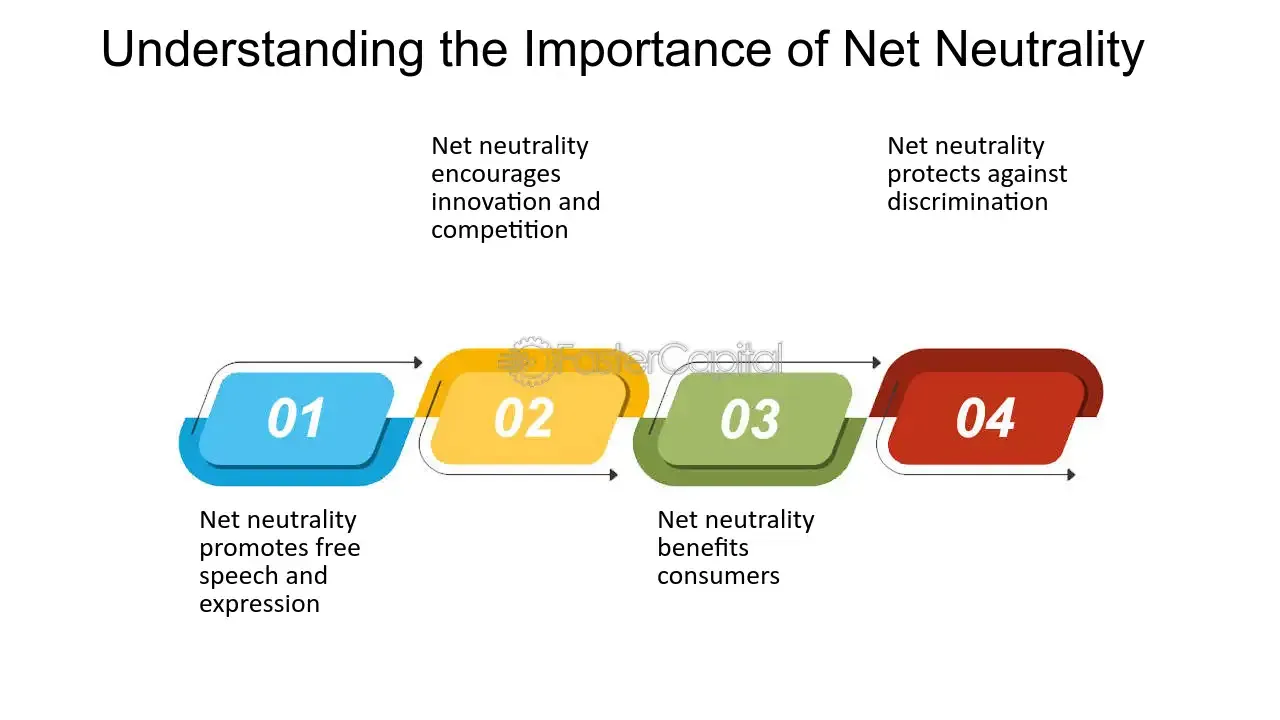 Understanding the Importance of Net Neutrality
Net neutrality
encourages
innovation and
competition
Net neutrality
protects against
discrimination
FasterCapital
01
02
03
04
Net neutrality
promotes free
speech and
expression
Net neutrality
benefits
consumers